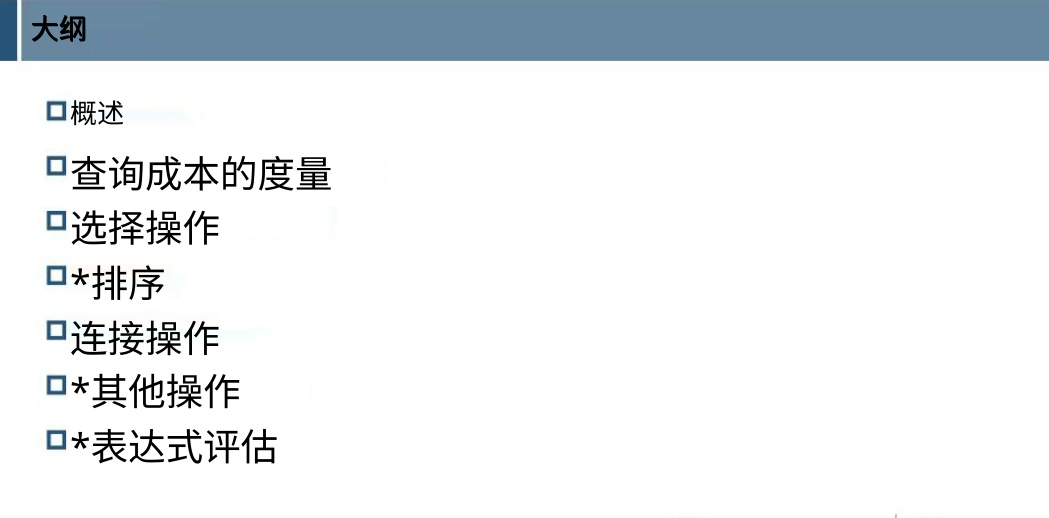 大纲
概述
查询成本的度量
选择操作
*排序
连接操作
*其他操作
*表达式评估